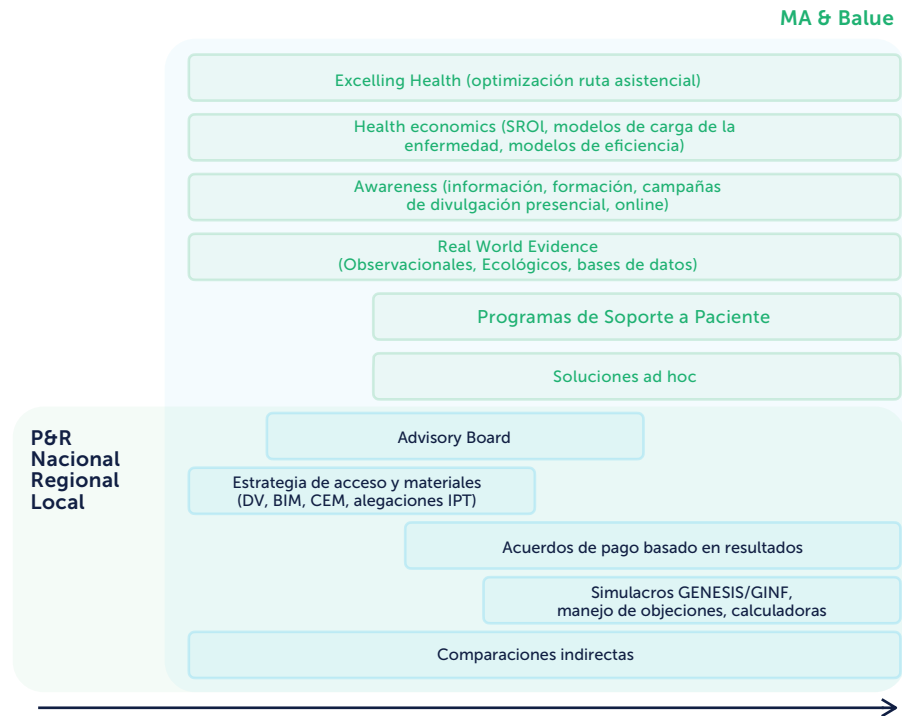 MA & Balue
Excelling Health (optimización ruta asistencial)
Health economics (SROl, modelos de carga de la
enfermedad, modelos de eficiencia)
Awareness (información, formación, campañas
de divulgación presencial, online)
Real World Evidence
(Observacionales, Ecológicos, bases de datos)
Programas de Soporte a Paciente
Soluciones ad hoc
P&R
Nacional
Regional
Local
Advisory Board
Estrategia de acceso y materiales
(DV, BIM, CEM, alegaciones IPT)
Acuerdos de pago basado en resultados
Simulacros GENESIS/GINF,
manejo de objeciones, calculadoras
Comparaciones indirectas